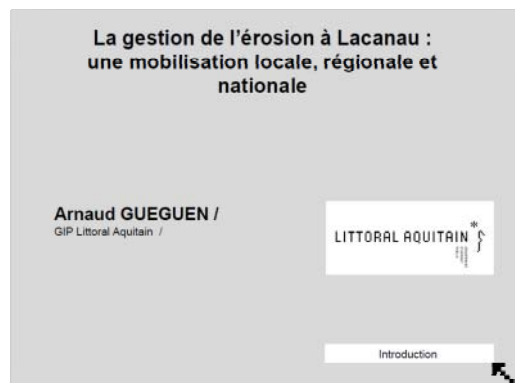 La gestion de l'érosion à Lacanau :
une mobilisation locale, régionale et
nationale
Arnaud GUEGUEN /
GIP Littoral Aquitain /
LITTORAL AQUITAIN
Introduction